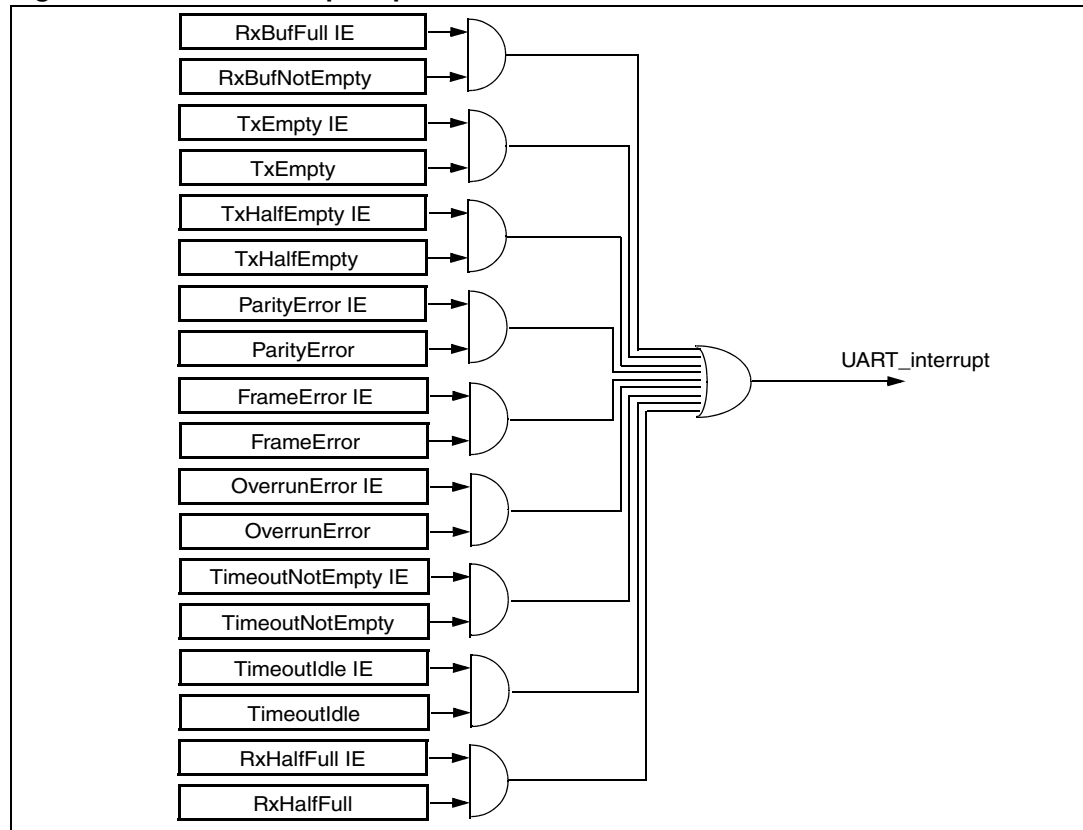 RxBufFull IE
RxBufNotEmpty
TxEmpty IE
TxEmpty
TxHalfEmpty IE
TxHalfEmpty
ParityError IE
ParityError
UART_interrupt
FrameError IE
FrameError
OverrunError IE
OverrunError
TimeoutNotEmpty IE
TimeoutNotEmpty
TimeoutIdle IE
TimeoutIdle
RxHalfFull IE
RxHalfFull